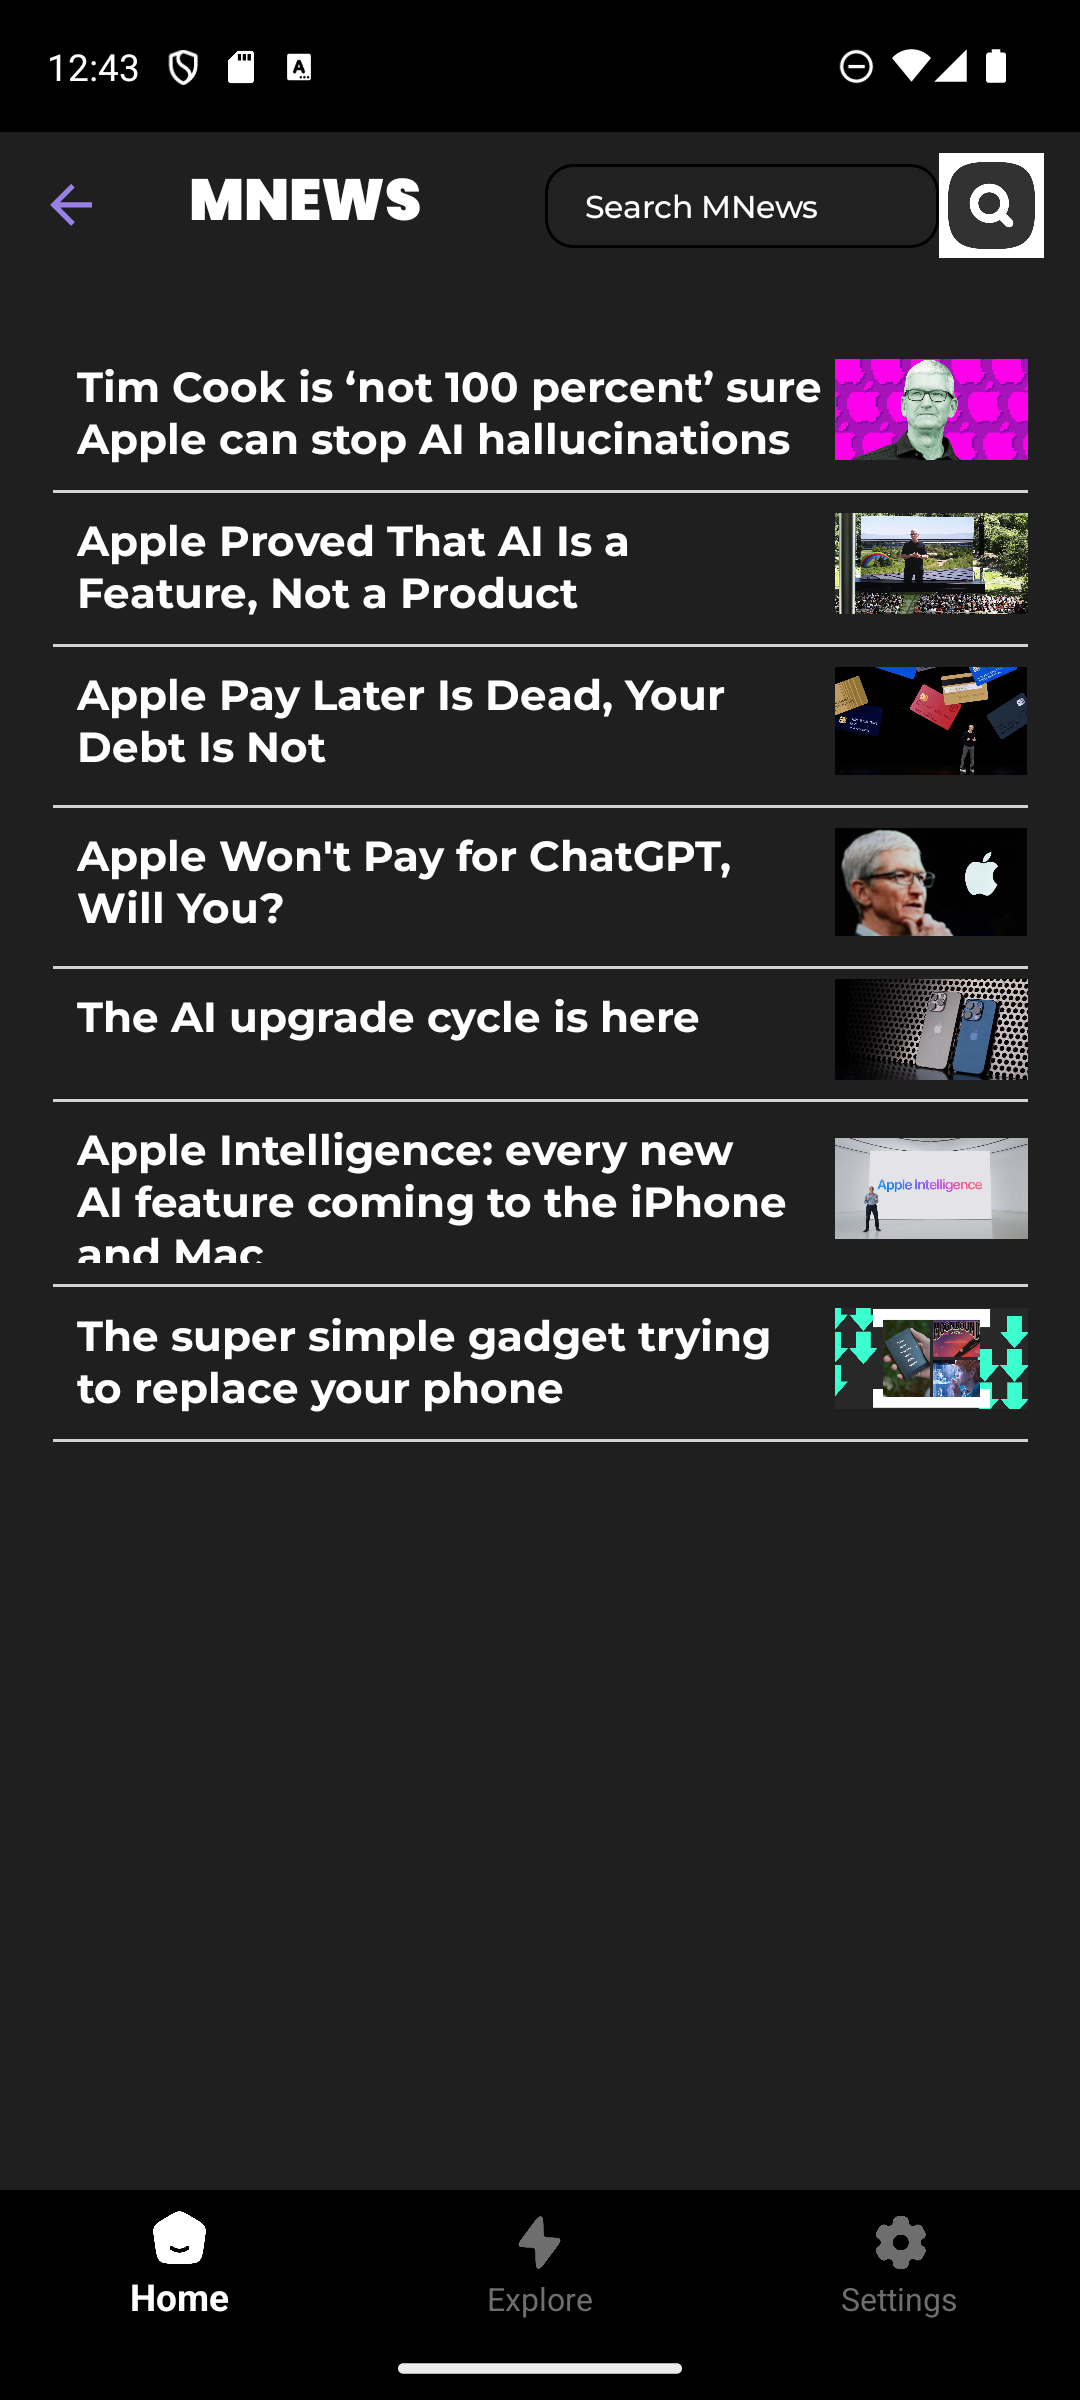 12:43
MNEWS
Search MNews
Tim Cook is ‘not 100 percent’ sure
Apple can stop AI hallucinations
Apple Proved That AI Is a
Feature, Not a Product
Apple Pay Later Is Dead, Your
Debt Is Not
Apple Won't Pay for ChatGPT,
Will You?
The AI upgrade cycle is here
Apple Intelligence: every new
AI feature coming to the iPhone
and Mac
Apple Intelligence
The super simple gadget trying
to replace your phone
Home
Explore
Settings